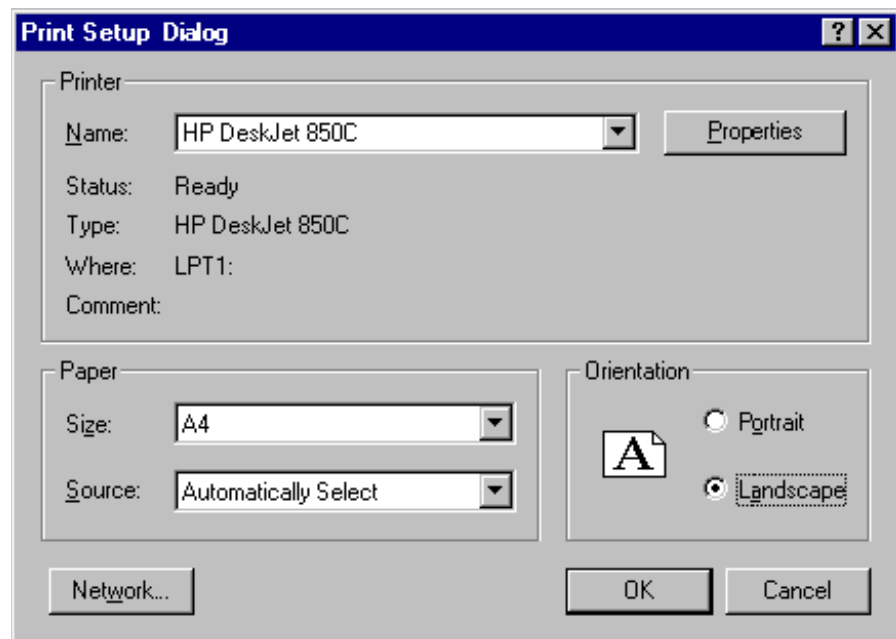 Print Setup Dialog
Printer
Name: HP DeskJet 850C Properties
Status: Ready
Type: HP DeskJet 850C
Where: LPT1:
Comment:
Paper
Size: A4
Source: Automatically Select
Orientation
A
Portrait
Landscape
Network... OK Cancel